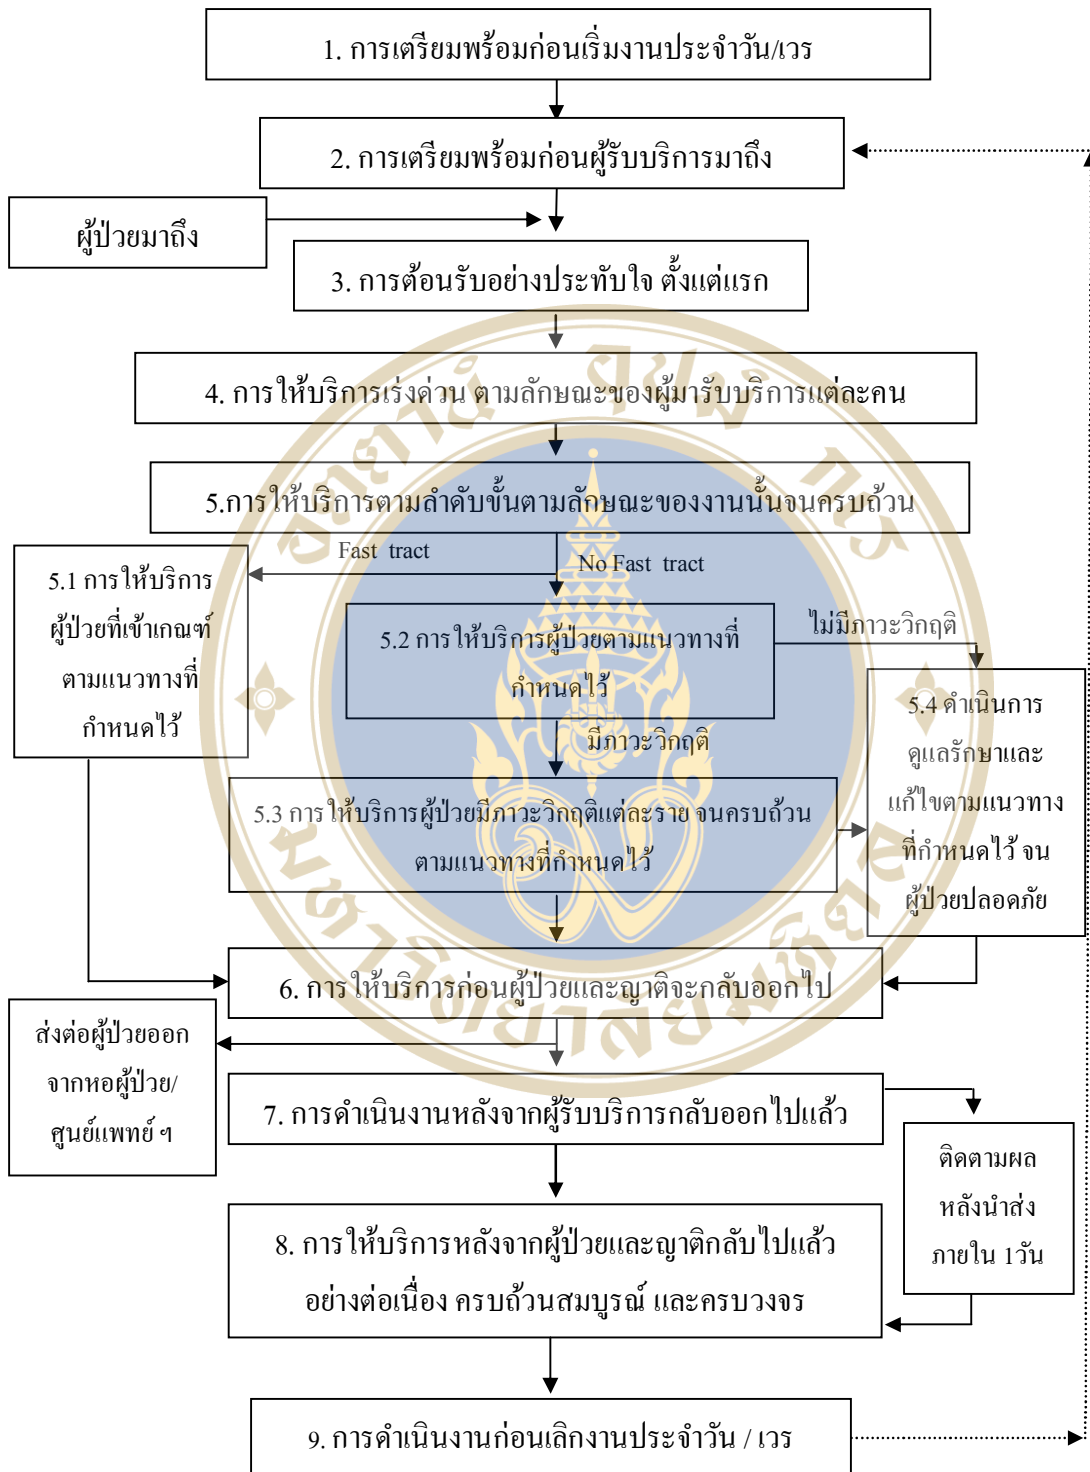 1. การเตรียมพร้อมก่อนเริ่มงานประจำวัน/เวร
2. การเตรียมพร้อมก่อนผู้รับบริการมาถึง
ผู้ป่วยมาถึง
3. การต้อนรับอย่างประทับใจ ตั้งแต่แรก
4. การให้บริการเร่งด่วน ตามลักษณะของผู้มารับบริการแต่ละคน
5.การให้บริการตามลำดับขั้นตามลักษณะของงานนั้นจนครบถ้วน
Fast tract
No Fast tract
5.1 การให้บริการ
ผู้ป่วยที่เข้าเกณฑ์
ตามแนวทางที่
กำหนดไว้
5.2 การให้บริการผู้ป่วยตามแนวทางที่
กำหนดไว้
ไม่มีภาวะวิกฤติ
มีภาวะวิกฤติ
5.3 การให้บริการผู้ป่วยมีภาวะวิกฤติแต่ละราย จนครบถ้วน
ตามแนวทางที่กำหนดไว้
5.4 ดำเนินการ
ดูแลรักษาและ
แก้ไขตามแนวทาง
ที่กำหนดไว้ จน
ผู้ป่วยปลอดภัย
6. การให้บริการก่อนผู้ป่วยและญาติจะกลับออกไป
ส่งต่อผู้ป่วยออก
จากหอผู้ป่วย/
ศูนย์แพทย์ ฯ
7. การดำเนินงานหลังจากผู้รับบริการกลับออกไปแล้ว
ติดตามผล
หลังนำส่ง
ภายใน 1วัน
8. การให้บริการหลังจากผู้ป่วยและญาติกลับไปแล้ว
อย่างต่อเนื่อง ครบถ้วนสมบูรณ์ และครบวงจร
9. การดำเนินงานก่อนเลิกงานประจำวัน / เวร
อตฺตานํ อุปมํ กเร
มหาวิทยาลัยมหิดล